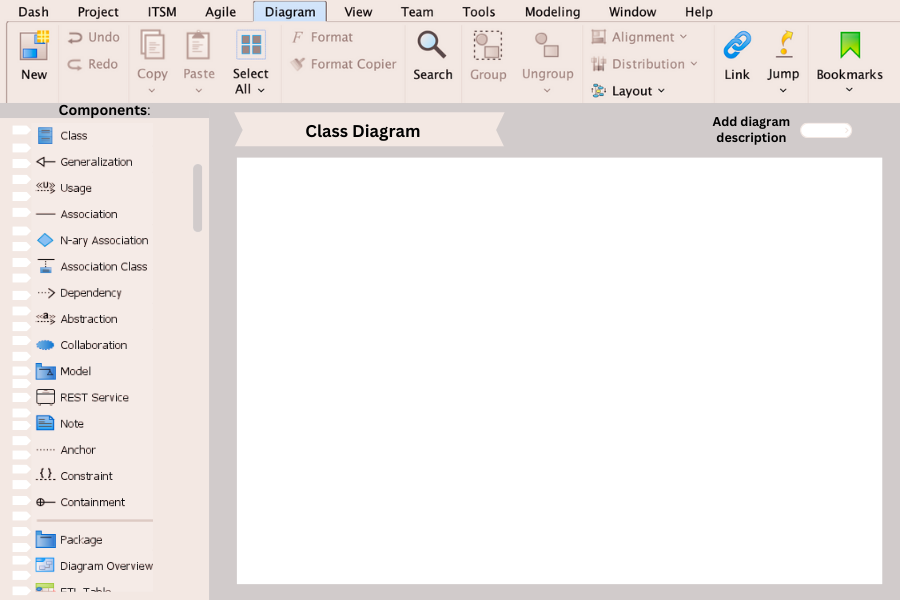 Dash Project ITSM Agile Diagram View Team Tools Modeling Window Help
New
Undo
Redo
Copy
Paste
Select
All
Format
Format Copier
Search
Group
Ungroup
Alignment
Distribution
Layout
Link
Jump
Bookmarks
Components:
Class
Generalization
Usage
Association
N-ary Association
Association Class
Dependency
Abstraction
Collaboration
Model
REST Service
Note
Anchor
Constraint
Containment
Package
Diagram Overview
ETL Table
Class Diagram
Add diagram
description